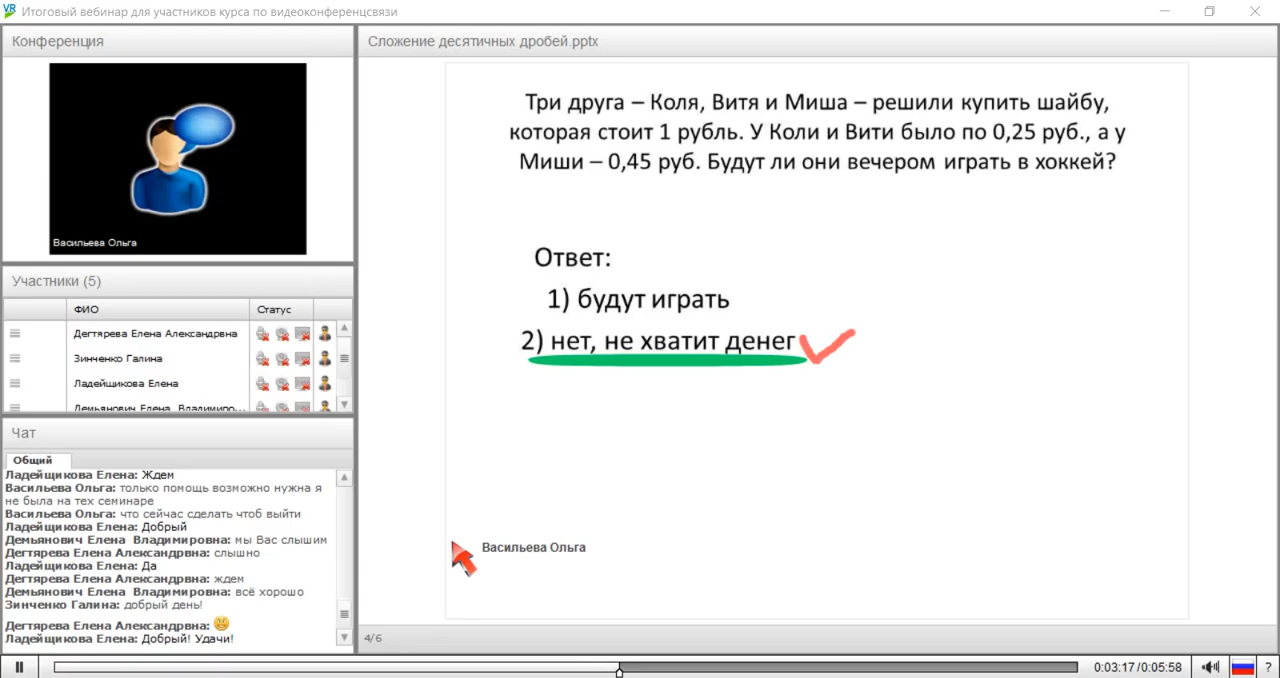 VR
Итоговый вебинар для участников курса по видеоконференцсвязи
Конференция
Васильева Ольга
Участники (5)
ФИО Статус
Дегтярева Елена Александрвна
Зинченко Галина
Ладейщикова Елена
Демьянович Елена Владимиро...
Чат
Общий
Ладейщикова Елена: Ждем
Васильева Ольга: только помощь возможно нужна я
не была на тех семинаре
Васильева Ольга: что сейчас сделать чтоб выйти
Ладейщикова Елена: Добрый
Демьянович Елена Владимировна: мы Вас слышим
Дегтярева Елена Александрвна: слышно
Ладейщикова Елена: Да
Дегтярева Елена Александрвна: ждем
Демьянович Елена Владимировна: всё хорошо
Зинченко Галина: добрый день!
Дегтярева Елена Александрвна:
Ладейщикова Елена: Добрый! Удачи!
Сложение десятичных дробей.pptx
Три друга – Коля, Витя и Миша – решили купить шайбу,
которая стоит 1 рубль. У Коли и Вити было по 0,25 руб., а у
Миши – 0,45 руб. Будут ли они вечером играть в хоккей?
Ответ:
1) будут играть
2) нет, не хватит денег
Васильева Ольга
4/6
0:03:17/0:05:58
?